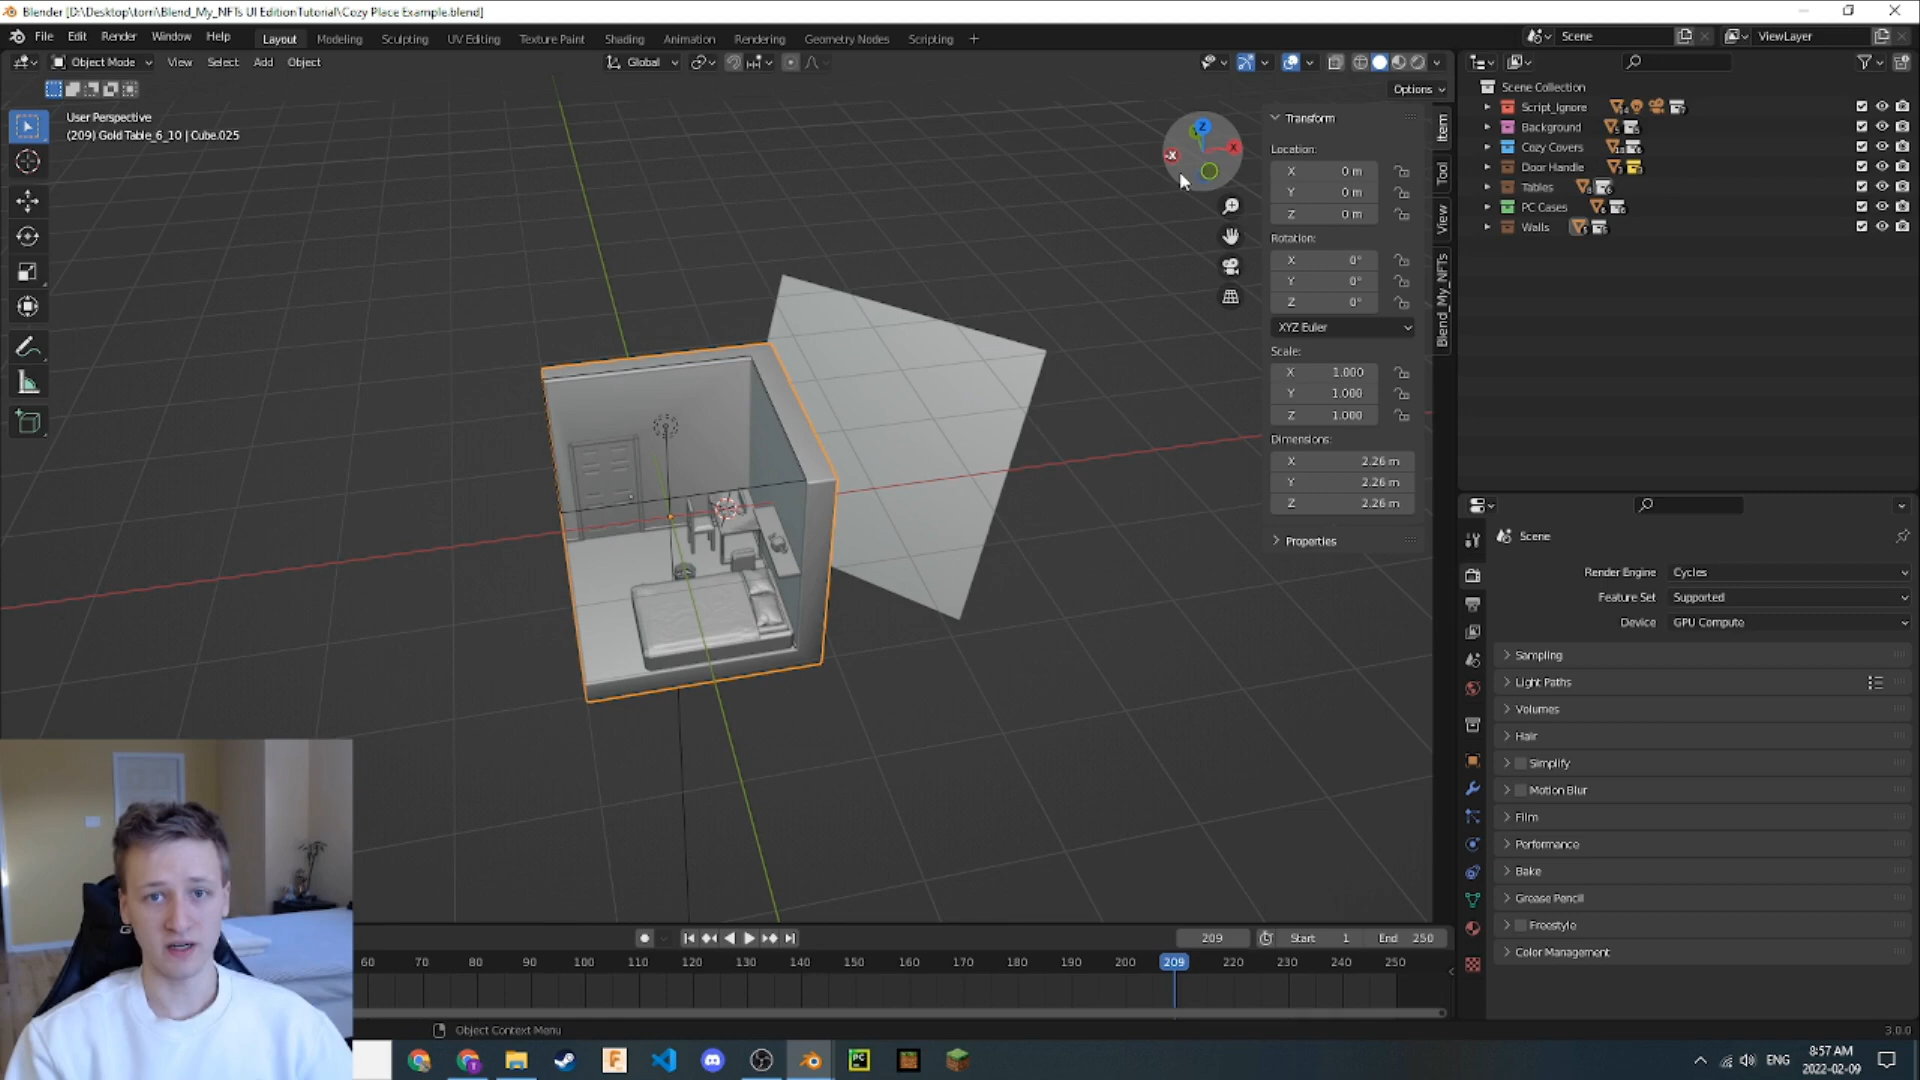 Blender [D:\Desktop\torri\Blend_My_NFTs UI EditionTutorial\Cozy Place Example.blend]
File Edit Render Window Help
Layout Modeling Sculpting UV Editing Texture Paint Shading Animation Rendering Geometry Nodes Scripting +
Scene
ViewLayer
Object Mode View Select Add Object
Global
Options
User Perspective
(209) Gold Table_6_10 | Cube.025
Z
X
-X
Item
Tool
View
Blend_My_NFTs
Transform
Location:
X 0 m
Y 0 m
Z 0 m
Rotation:
X 0°
Y 0°
Z 0°
XYZ Euler
Scale:
X 1.000
Y 1.000
Z 1.000
Dimensions:
X 2.26 m
Y 2.26 m
Z 2.26 m
Properties
Scene Collection
Script_Ignore
Background
Cozy Covers
Door Handle
Tables
PC Cases
Walls
Scene
Render Engine Cycles
Feature Set Supported
Device GPU Compute
Sampling
Light Paths
Volumes
Hair
Simplify
Motion Blur
Film
Performance
Bake
Grease Pencil
Freestyle
Color Management
209 Start 1 End 250
60 70 80 90 100 110 120 130 140 150 160 170 180 190 200 209 220 230 240 250
Object Context Menu
3.0.0
ENG
8:57 AM
2022-02-09